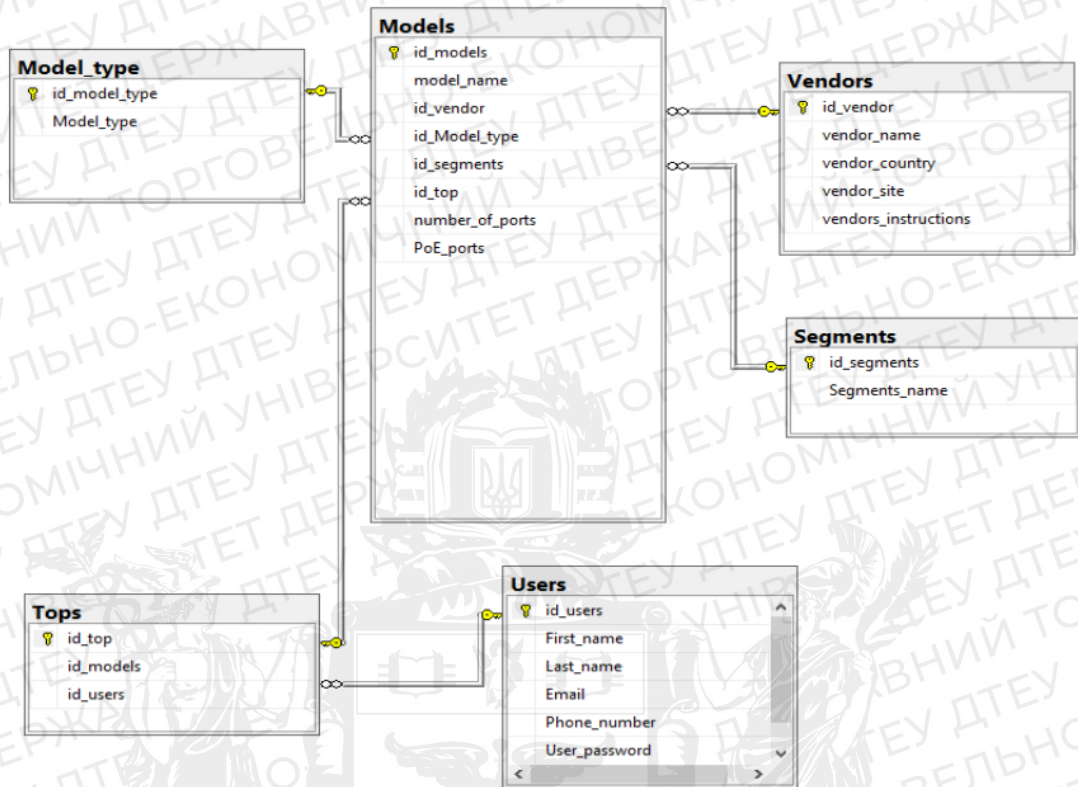 Models
id_models
model_name
id_vendor
id_Model_type
id_segments
id_top
number_of_ports
PoE_ports
Model_type
id_model_type
Model_type
Vendors
id_vendor
vendor_name
vendor_country
vendor_site
vendors_instructions
Segments
id_segments
Segments_name
Tops
id_top
id_models
id_users
Users
id_users
First_name
Last_name
Email
Phone_number
User_password